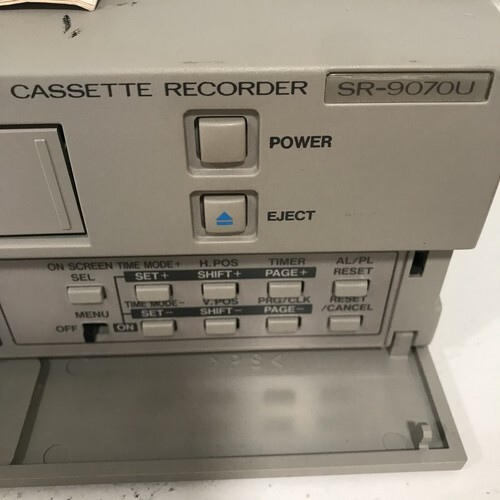 CASSETTE RECORDER SR-9070U
POWER
EJECT
ON SCREEN TIME MODE+ H.POS TIMER AL/PL
SEL SET+ SHIFT+ PAGE+ RESET
TIME MODE- V.POS PRG/CLK RESET
MENU SET- SHIFT- PAGE- /CANCEL
OFF ON
>PS<